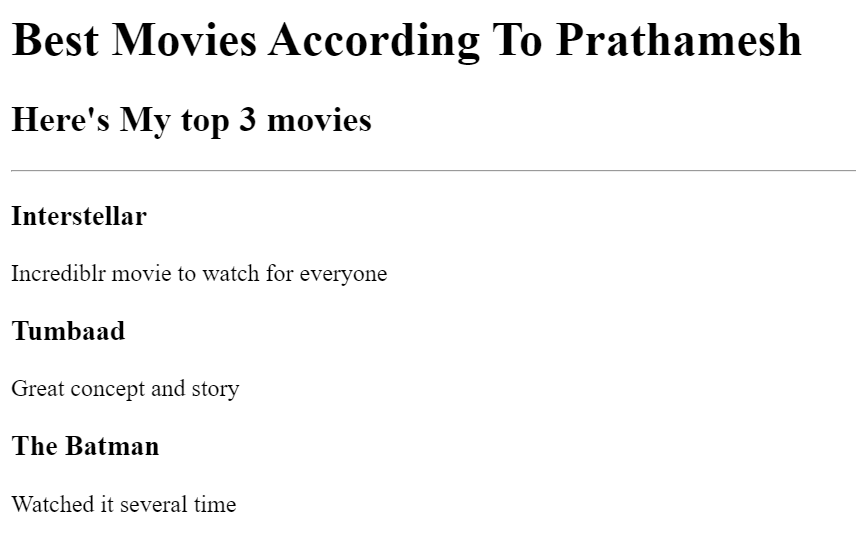 Best Movies According To Prathamesh
Here's My top 3 movies
Interstellar
Incrediblr movie to watch for everyone
Tumbaad
Great concept and story
The Batman
Watched it several time